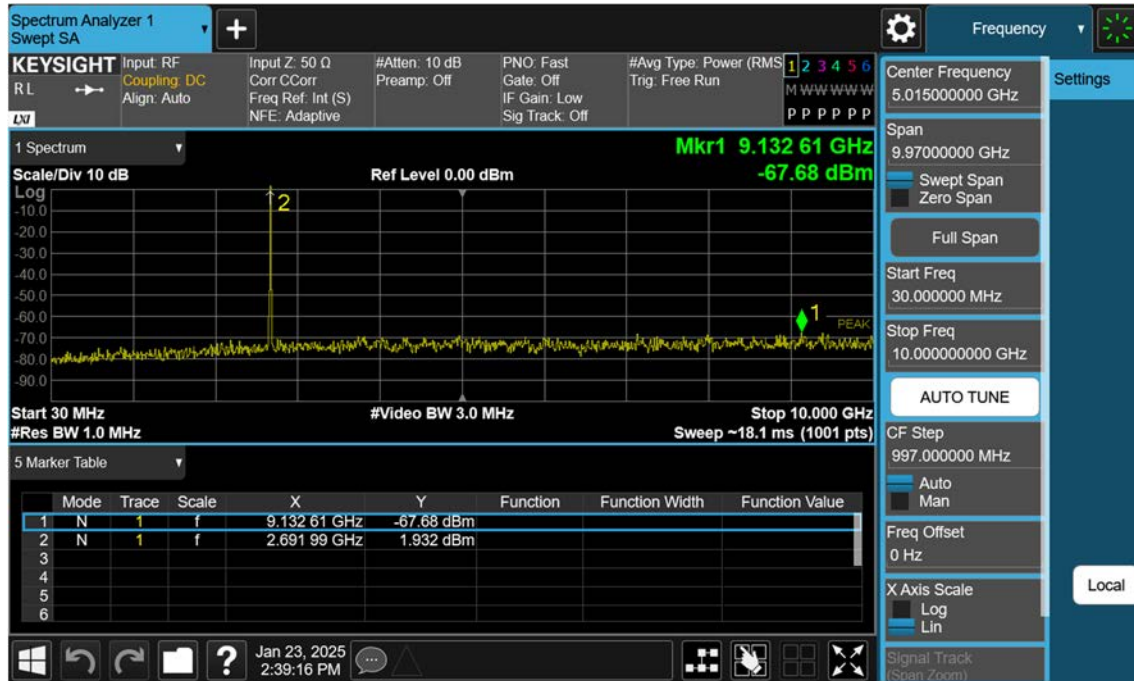 Spectrum Analyzer 1
Swept SA
+
Frequency
KEYSIGHT
RL
LXI
Input: RF
Coupling: DC
Align: Auto
Input Z: 50 Ω
Corr CCorr
Freq Ref: Int (S)
NFE: Adaptive
#Atten: 10 dB
Preamp: Off
PNO: Fast
Gate: Off
IF Gain: Low
Sig Track: Off
#Avg Type: Power (RMS
Trig: Free Run
1 2 3 4 5 6
M W W W W W
P P P P P P
1 Spectrum
Scale/Div 10 dB
Ref Level 0.00 dBm
Mkr1 9.132 61 GHz
-67.68 dBm
Log
-10.0
-20.0
-30.0
-40.0
-50.0
-60.0
-70.0
-80.0
-90.0
2
1
PEAK
Start 30 MHz
#Video BW 3.0 MHz
Stop 10.000 GHz
#Res BW 1.0 MHz
Sweep ~18.1 ms (1001 pts)
5 Marker Table
Mode Trace Scale X Y Function Function Width Function Value
1 N 1 f 9.132 61 GHz -67.68 dBm
2 N 1 f 2.691 99 GHz 1.932 dBm
3
4
5
6
?
Jan 23, 2025
2:39:16 PM
Center Frequency
5.015000000 GHz
Span
9.97000000 GHz
Swept Span
Zero Span
Full Span
Start Freq
30.000000 MHz
Stop Freq
10.000000000 GHz
AUTO TUNE
CF Step
997.000000 MHz
Auto
Man
Freq Offset
0 Hz
X Axis Scale
Log
Lin
Signal Track
(Span Zoom)
Settings
Local